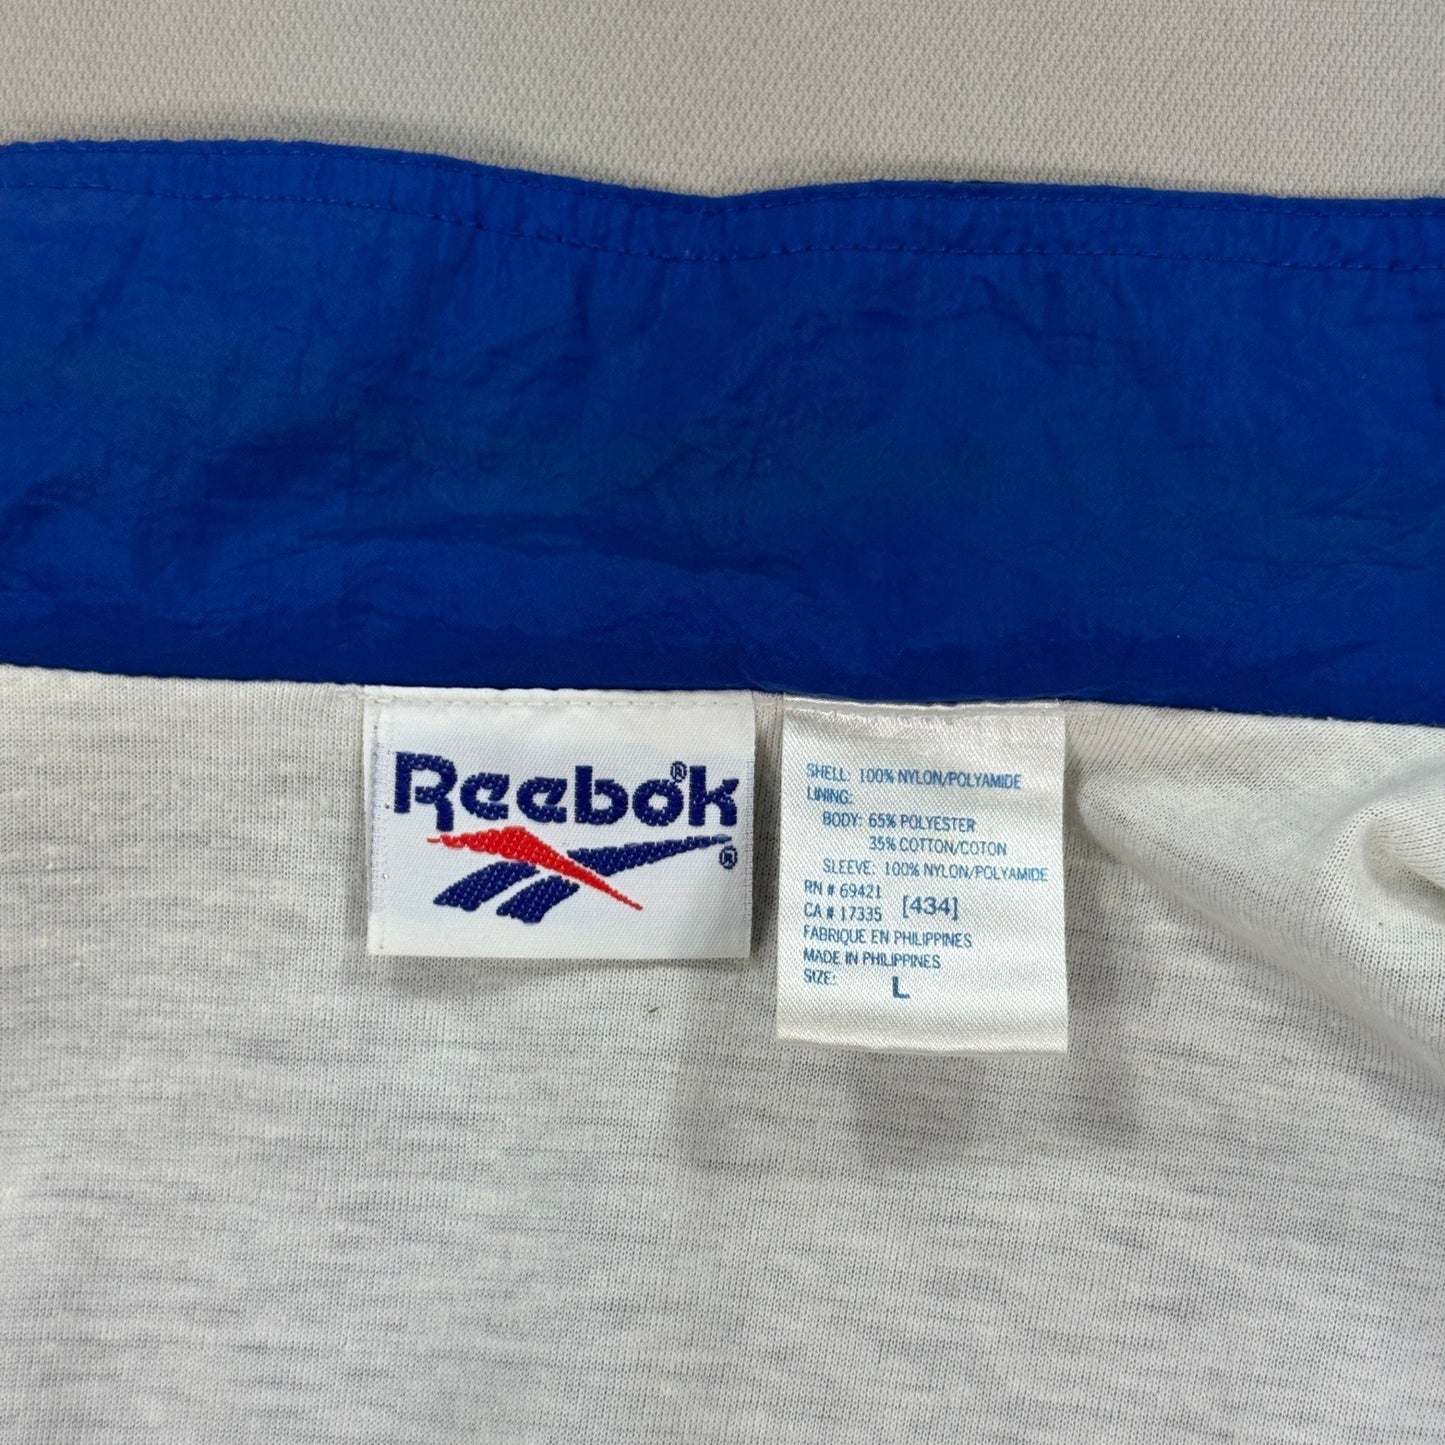 Reebok®
®
SHELL: 100% NYLON/POLYAMIDE
LINING:
BODY: 65% POLYESTER
35% COTTON/COTON
SLEEVE: 100% NYLON/POLYAMIDE
RN # 69421
CA # 17335 [434]
FABRIQUE EN PHILIPPINES
MADE IN PHILIPPINES
SIZE: L